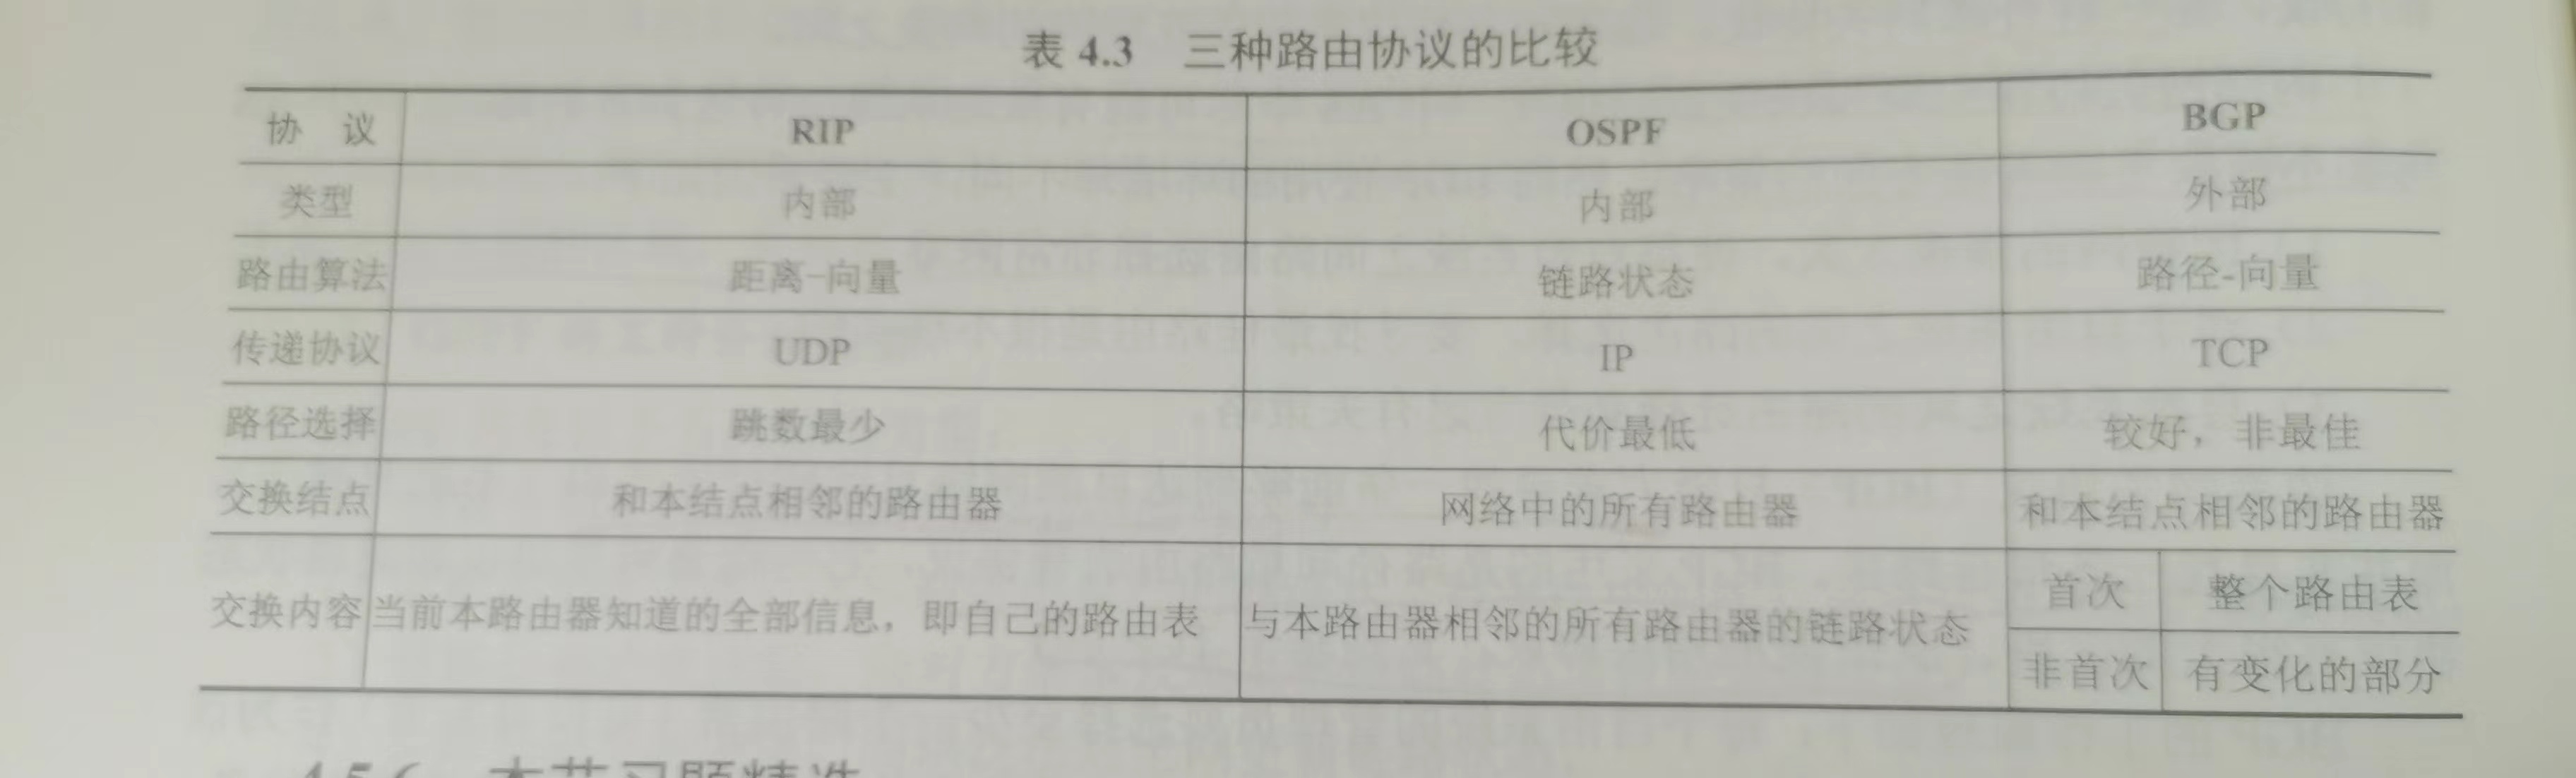 表 4.3 三种路由协议的比较
协 议 RIP OSPF BGP
类型 内部 内部 外部
路由算法 距离-向量 链路状态 路径-向量
传递协议 UDP IP TCP
路径选择 跳数最少 代价最低 较好，非最佳
交换结点 和本结点相邻的路由器 网络中的所有路由器 和本结点相邻的路由器
交换内容 当前本路由器知道的全部信息，即自己的路由表 与本路由器相邻的所有路由器的链路状态 首次 整个路由表
非首次 有变化的部分
4.5.6 本节习题精选